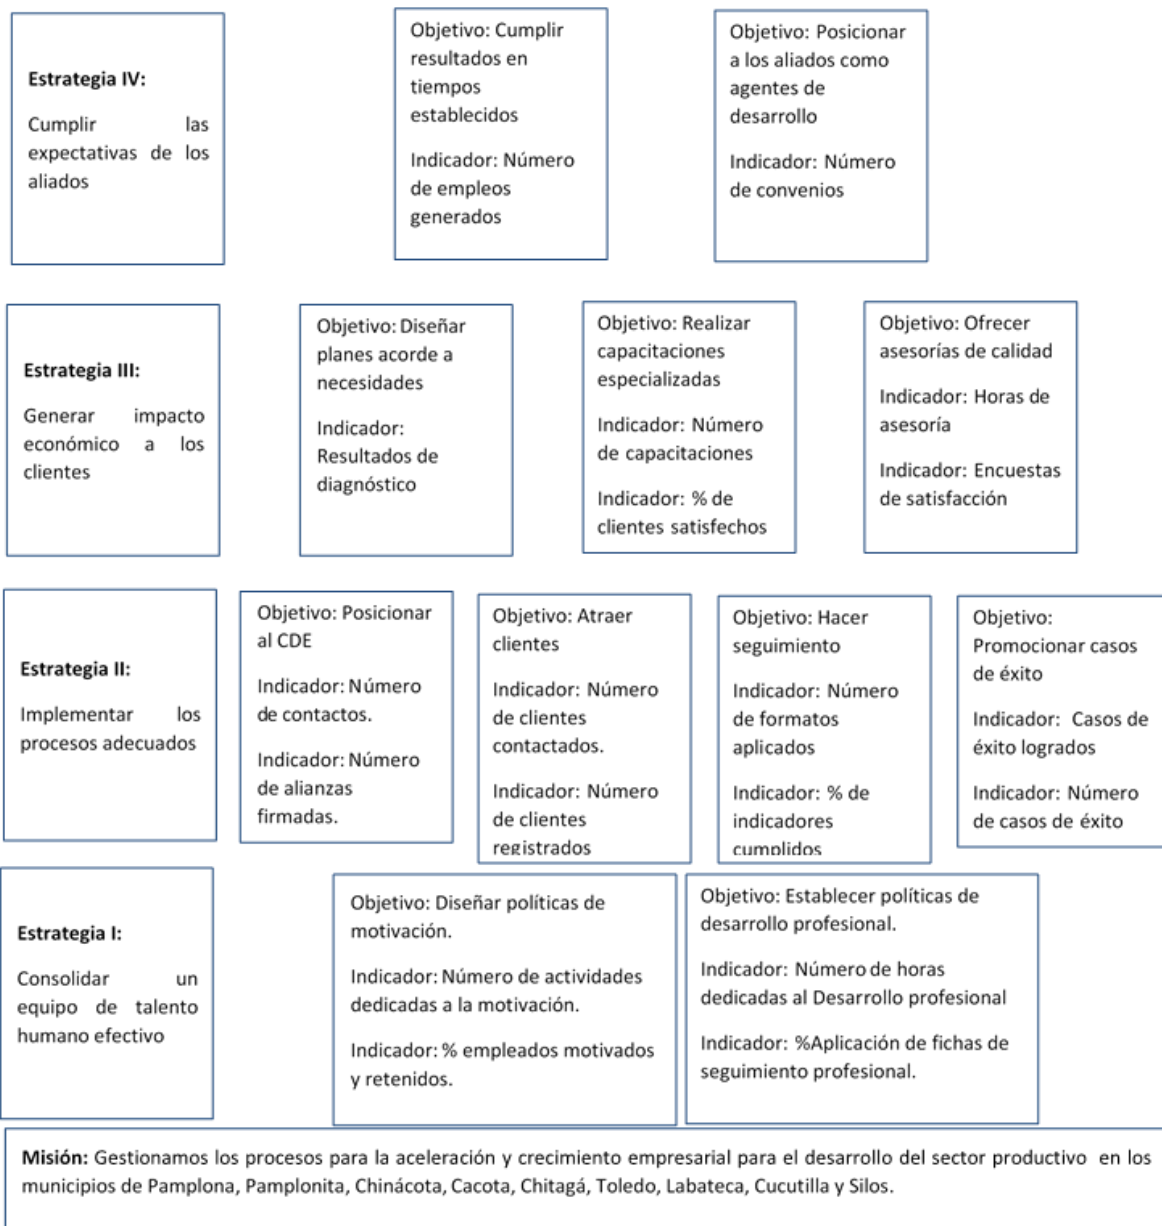 Estrategia IV:
Cumplir las
expectativas de los
aliados
Objetivo: Cumplir
resultados en
tiempos
establecidos
Indicador: Número
de empleos
generados
Objetivo: Posicionar
a los aliados como
agentes de
desarrollo
Indicador: Número
de convenios
Estrategia III:
Generar impacto
económico a los
clientes
Objetivo: Diseñar
planes acorde a
necesidades
Indicador:
Resultados de
diagnóstico
Objetivo: Realizar
capacitaciones
especializadas
Indicador: Número
de capacitaciones
Indicador: % de
clientes satisfechos
Objetivo: Ofrecer
asesorías de calidad
Indicador: Horas de
asesoría
Indicador: Encuestas
de satisfacción
Estrategia II:
Implementar los
procesos adecuados
Objetivo: Posicionar
al CDE
Indicador: Número
de contactos.
Indicador: Número
de alianzas
firmadas.
Objetivo: Atraer
clientes
Indicador: Número
de clientes
contactados.
Indicador: Número
de clientes
registrados
Objetivo: Hacer
seguimiento
Indicador: Número
de formatos
aplicados
Indicador: % de
indicadores
cumplidos
Objetivo:
Promocionar casos
de éxito
Indicador: Casos de
éxito logrados
Indicador: Número
de casos de éxito
Estrategia I:
Consolidar un
equipo de talento
humano efectivo
Objetivo: Diseñar políticas de
motivación.
Indicador: Número de actividades
dedicadas a la motivación.
Indicador: % empleados motivados
y retenidos.
Objetivo: Establecer políticas de
desarrollo profesional.
Indicador: Número de horas
dedicadas al Desarrollo profesional
Indicador: %Aplicación de fichas de
seguimiento profesional.
Misión: Gestionamos los procesos para la aceleración y crecimiento empresarial para el desarrollo del sector productivo en los
municipios de Pamplona, Pamplonita, Chinácota, Cacota, Chitagá, Toledo, Labateca, Cucutilla y Silos.